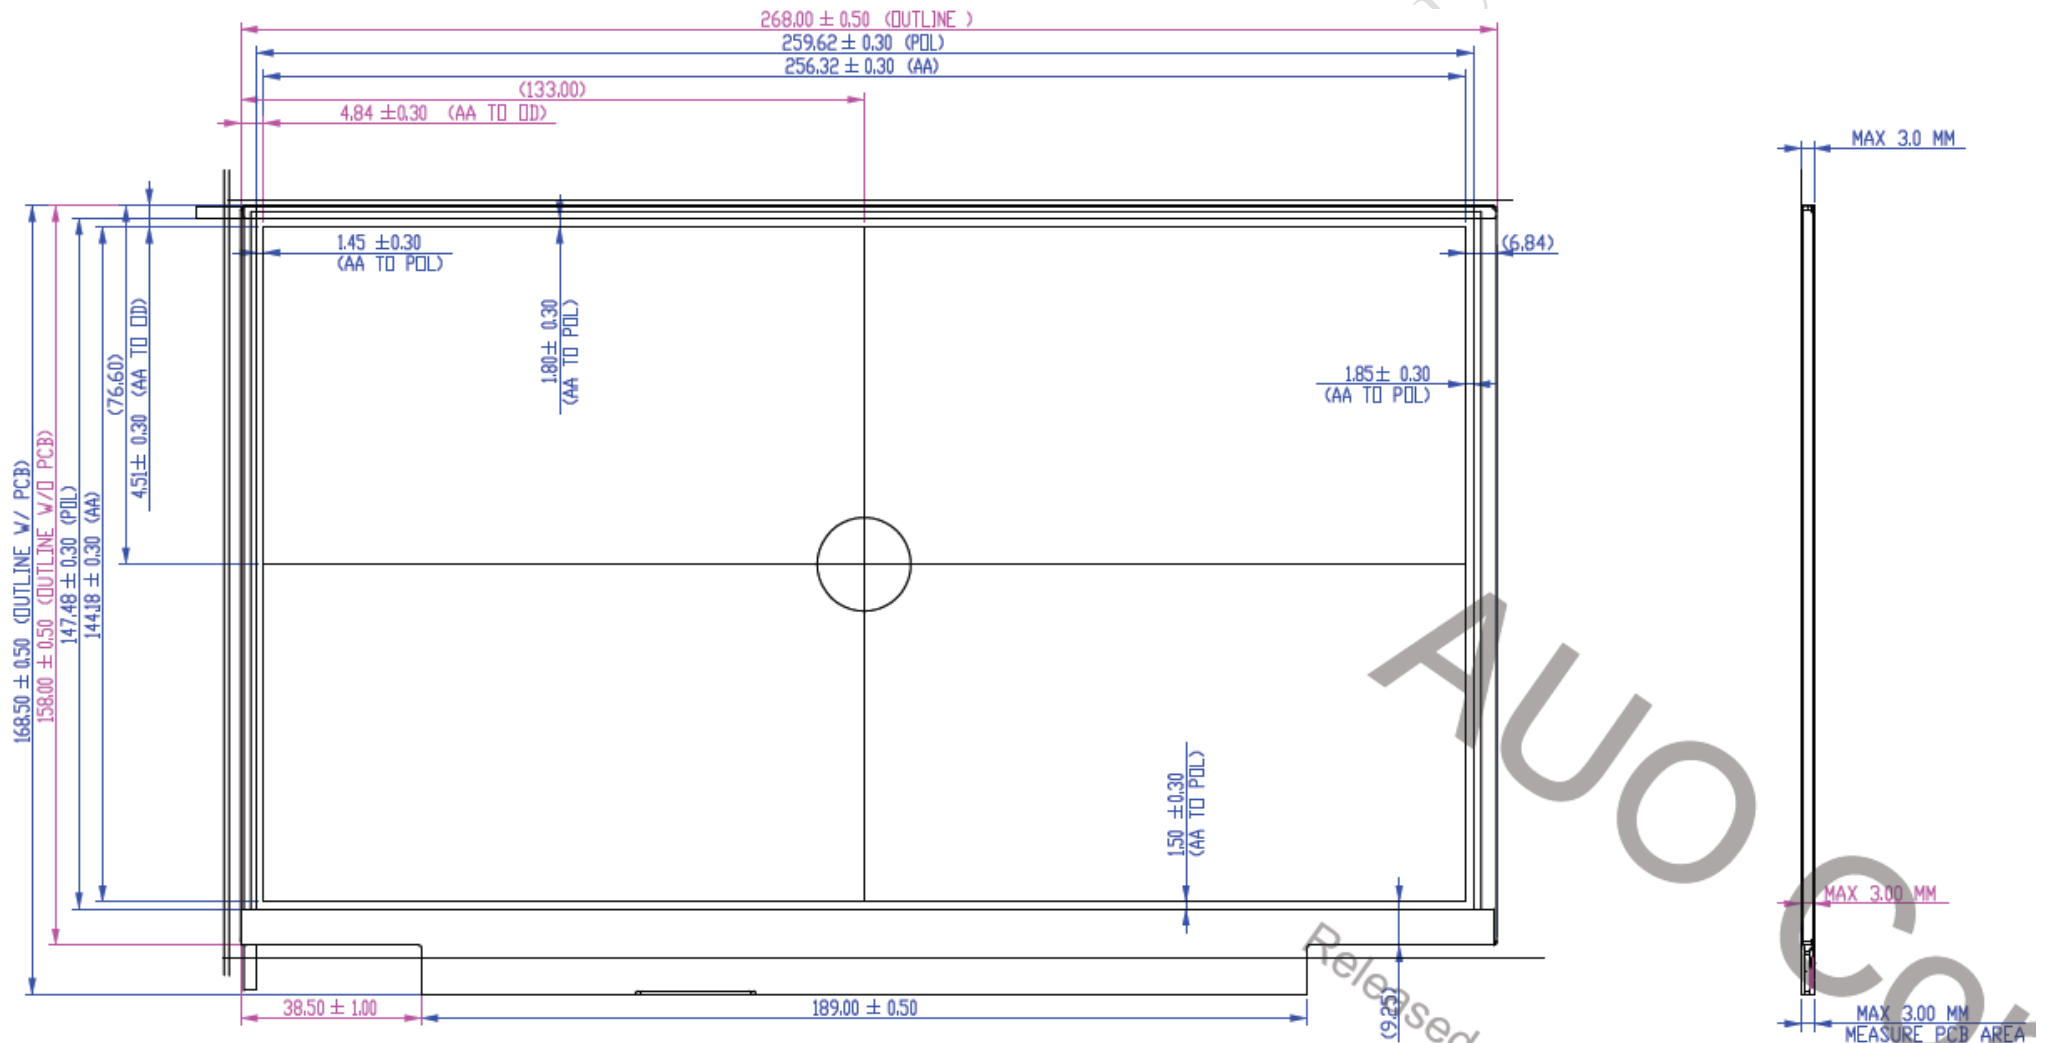 268.00 ± 0.50 (OUTLINE )
259.62 ± 0.30 (POL)
256.32 ± 0.30 (AA)
(133.00)
4.84 ±0.30 (AA TO OD)
MAX 3.0 MM
1.45 ±0.30
(AA TO POL)
(6.84)
1.80± 0.30
(AA TO POL)
1.85± 0.30
(AA TO POL)
168.50 ± 0.50 (OUTLINE W/ PCB)
158.00 ± 0.50 (OUTLINE W/O PCB)
147.48 ± 0.30 (POL)
144.18 ± 0.30 (AA)
(76.60)
4.51± 0.30 (AA TO OD)
1.50 ±0.30
(AA TO POL)
MAX 3.00 MM
38.50 ± 1.00
189.00 ± 0.50
(9.25)
MAX 3.00 MM
MEASURE PCB AREA
AUO Co
Released